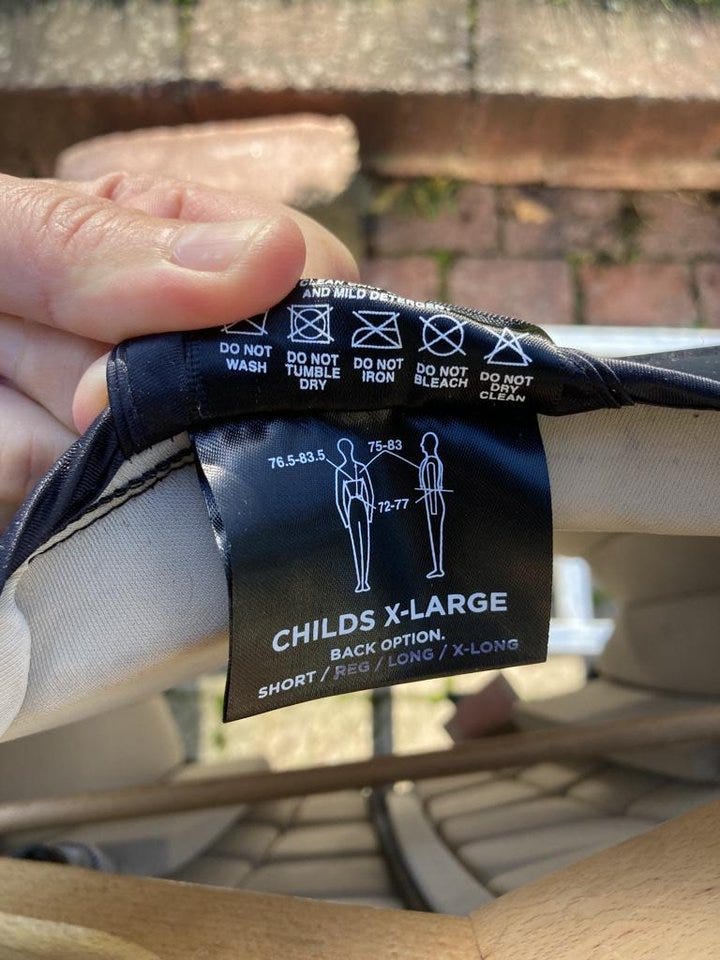 CLEAN
AND MILD DETERGENT
DO NOT WASH
DO NOT TUMBLE DRY
DO NOT IRON
DO NOT BLEACH
DO NOT DRY CLEAN
76.5-83.5
75-83
72-77
CHILDS X-LARGE
BACK OPTION.
SHORT / REG / LONG / X-LONG